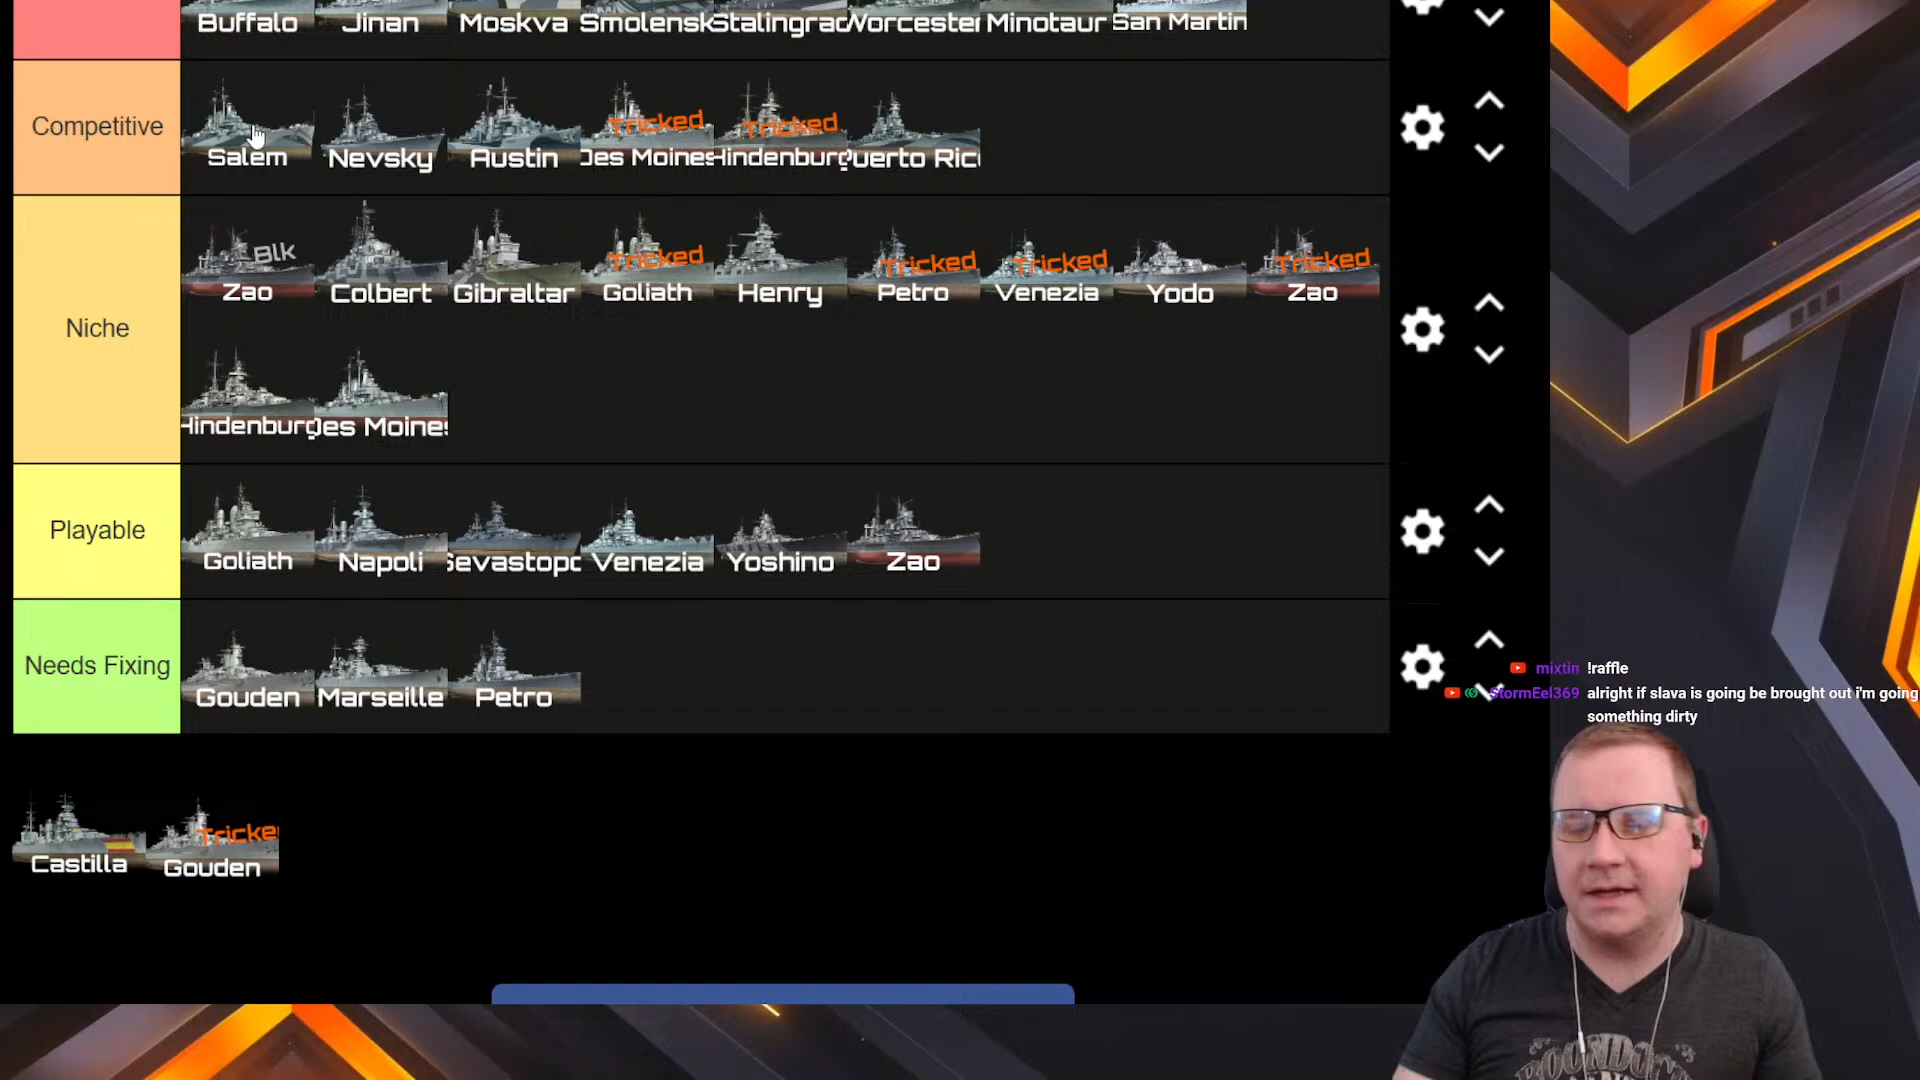 Buffalo Jinan Moskva Smolensk Stalingrad Worcester Minotaur San Martin
Competitive
Tricked Tricked
Salem Nevsky Austin Des Moines Hindenburg Puerto Ric
Niche
Blk Tricked Tricked Tricked Tricked
Zao Colbert Gibraltar Goliath Henry Petro Venezia Yodo Zao
Hindenburg Des Moines
Playable
Goliath Napoli Sevastopo Venezia Yoshino Zao
Needs Fixing
Gouden Marseille Petro
mixtin !raffle
StormEel369 alright if slava is going be brought out i'm going
something dirty
Tricke
Castilla Gouden